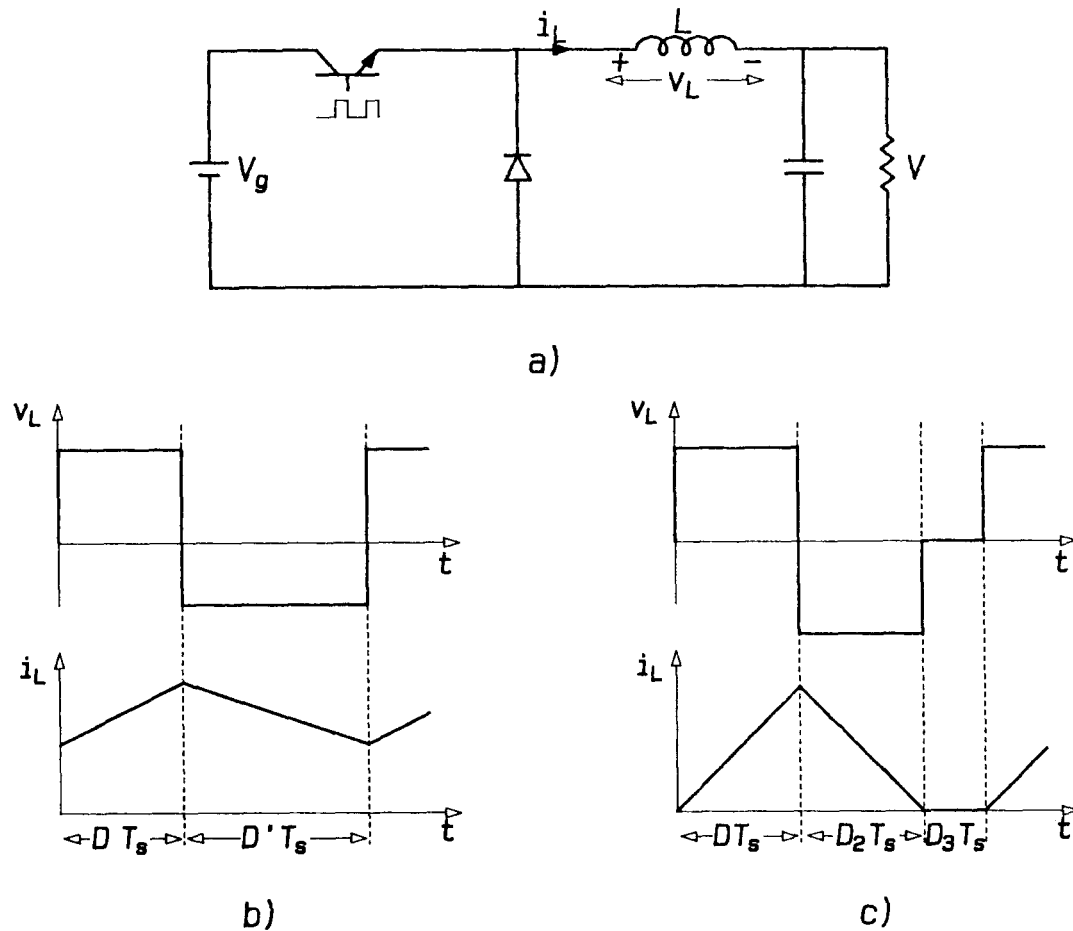 i_L
L
+ −
v_L
V_g
V
a)
v_L
t
i_L
t
D T_s
D' T_s
b)
v_L
t
i_L
t
DT_s
D_2T_s
D_3T_s
c)